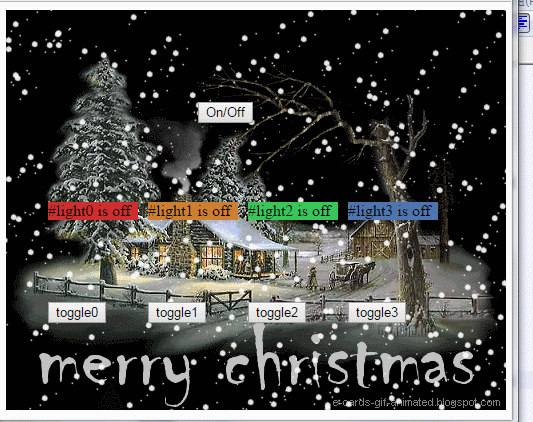 On/Off
#light0 is off #light1 is off #light2 is off #light3 is off
toggle0 toggle1 toggle2 toggle3
merry christmas
e-cards-gif-animated.blogspot.com